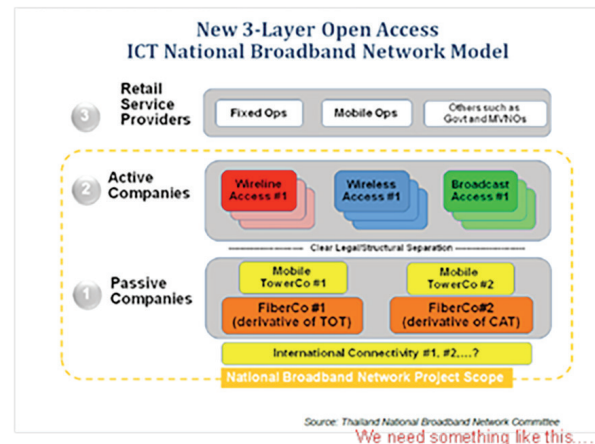 New 3-Layer Open Access
ICT National Broadband Network Model
3
Retail
Service
Providers
Fixed Ops
Mobile Ops
Others such as
Govt and MVNOs
2
Active
Companies
Wireline
Access #1
Wireless
Access #1
Broadcast
Access #1
Clear Legal/Structural Separation
1
Passive
Companies
Mobile
TowerCo #1
Mobile
TowerCo #2
FiberCo #1
(derivative of TOT)
FiberCo#2
(derivative of CAT)
International Connectivity #1, #2,...?
National Broadband Network Project Scope
Source: Thailand National Broadband Network Committee
We need something like this....